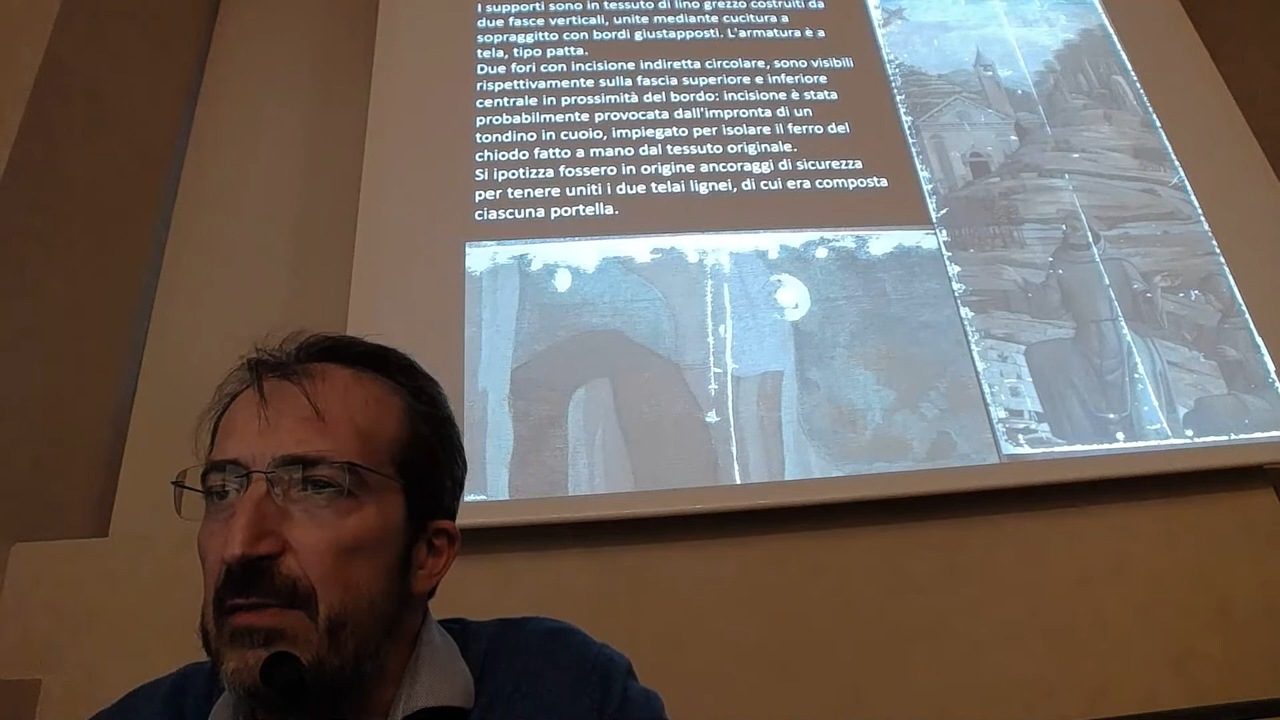 I supporti sono in tessuto di lino grezzo costruiti da
due fasce verticali, unite mediante cucitura a
sopraggitto con bordi giustapposti. L'armatura è a
tela, tipo patta.
Due fori con incisione indiretta circolare, sono visibili
rispettivamente sulla fascia superiore e inferiore
centrale in prossimità del bordo: incisione è stata
probabilmente provocata dall'impronta di un
tondino in cuoio, impiegato per isolare il ferro del
chiodo fatto a mano dal tessuto originale.
Si ipotizza fossero in origine ancoraggi di sicurezza
per tenere uniti i due telai lignei, di cui era composta
ciascuna portella.